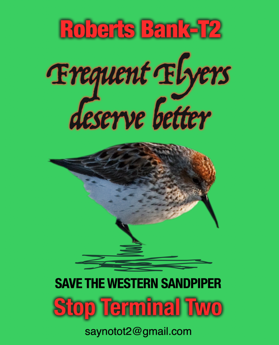 Roberts Bank-T2
Frequent Flyers
deserve better
SAVE THE WESTERN SANDPIPER
Stop Terminal Two
saynotot2@gmail.com